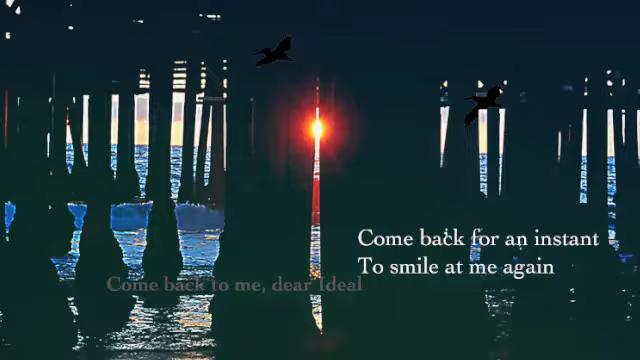 Come back for an instant
To smile at me again
Come back to me, dear Ideal